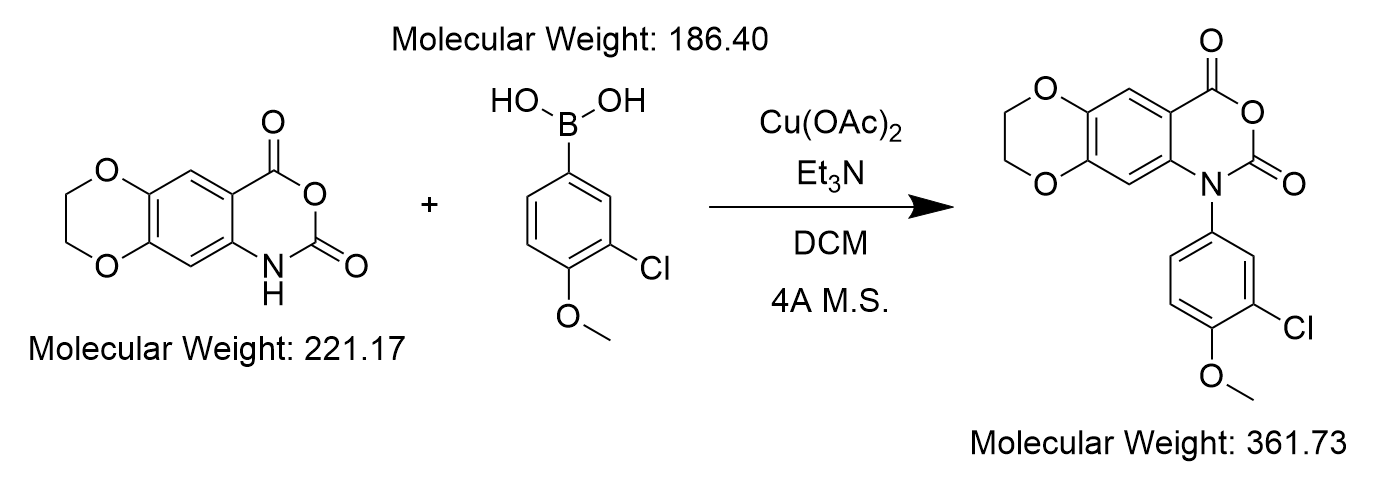 Molecular Weight: 186.40
HO
B
OH
Cl
O
O
O
O
O
O
N
H
Molecular Weight: 221.17
+
Cu(OAc)2
Et3N
DCM
4A M.S.
O
O
O
O
O
N
Cl
O
Molecular Weight: 361.73